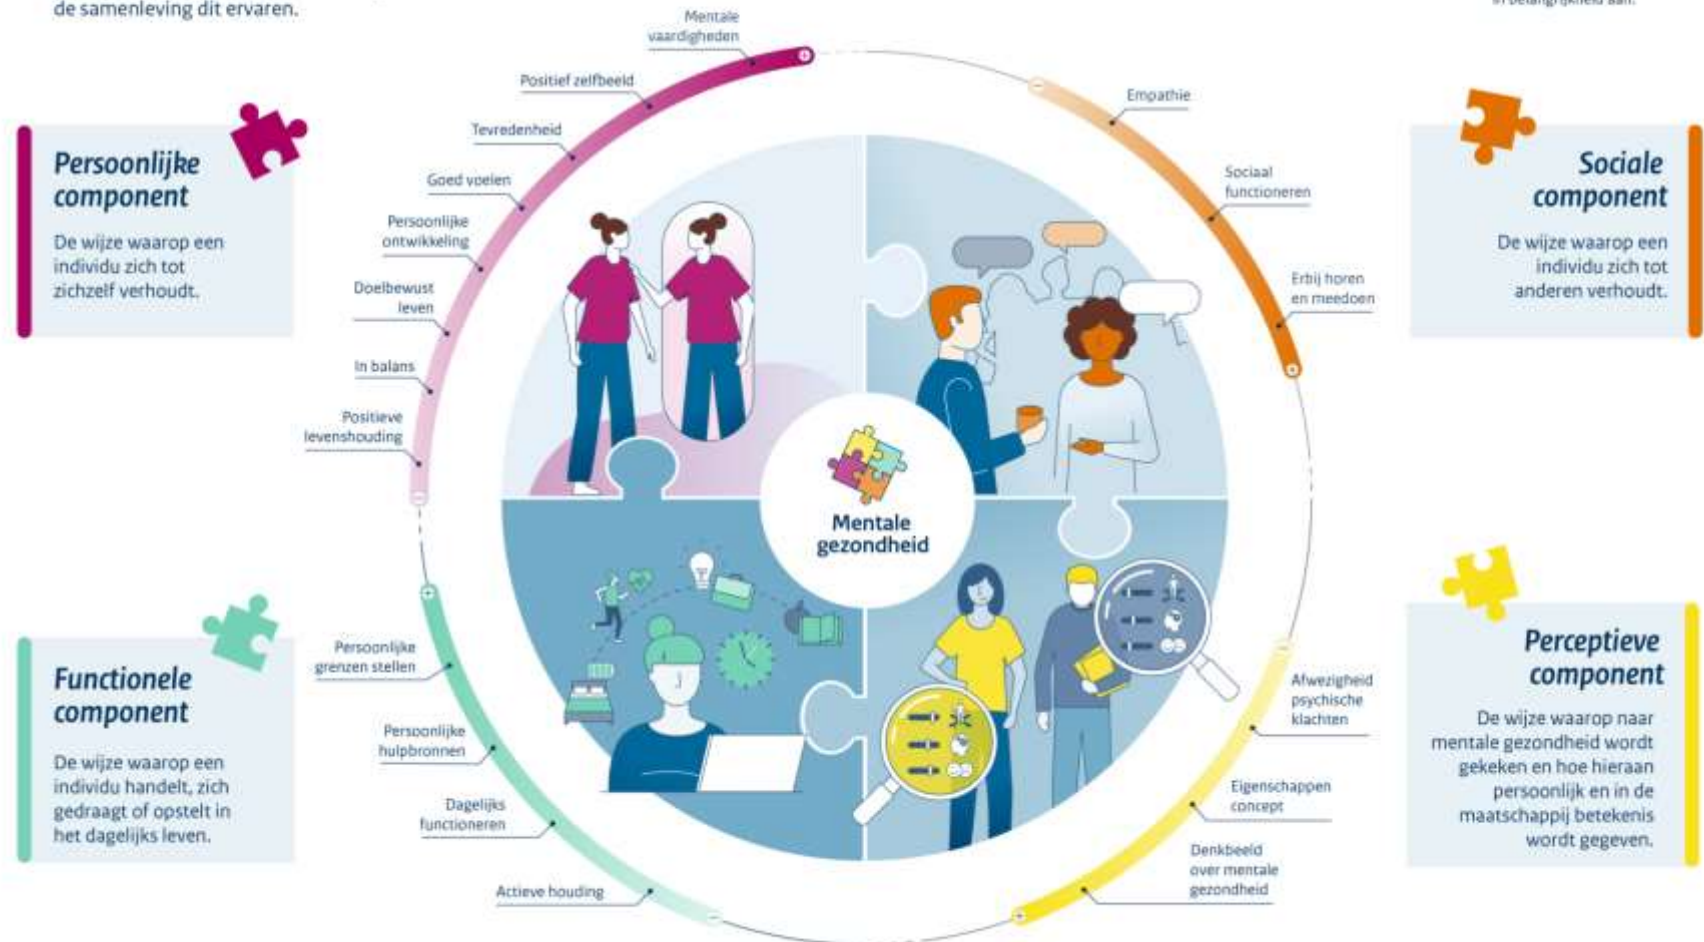 de samenleving dit ervaren.
in belangrijkheid aan.
Persoonlijke
component
De wijze waarop een
individu zich tot
zichzelf verhoudt.
Mentale
vaardigheden
Positief zelfbeeld
Tevredenheid
Goed voelen
Persoonlijke
ontwikkeling
Doelbewust
leven
In balans
Positieve
levenshouding
Empathie
Sociaal
functioneren
Erbij horen
en meedoen
Sociale
component
De wijze waarop een
individu zich tot
anderen verhoudt.
Mentale
gezondheid
Functionele
component
De wijze waarop een
individu handelt, zich
gedraagt of opstelt in
het dagelijks leven.
Persoonlijke
grenzen stellen
Persoonlijke
hulpbronnen
Dagelijks
functioneren
Actieve houding
Afwezigheid
psychische
klachten
Eigenschappen
concept
Denkbeeld
over mentale
gezondheid
Perceptieve
component
De wijze waarop naar
mentale gezondheid wordt
gekeken en hoe hieraan
persoonlijk en in de
maatschappij betekenis
wordt gegeven.